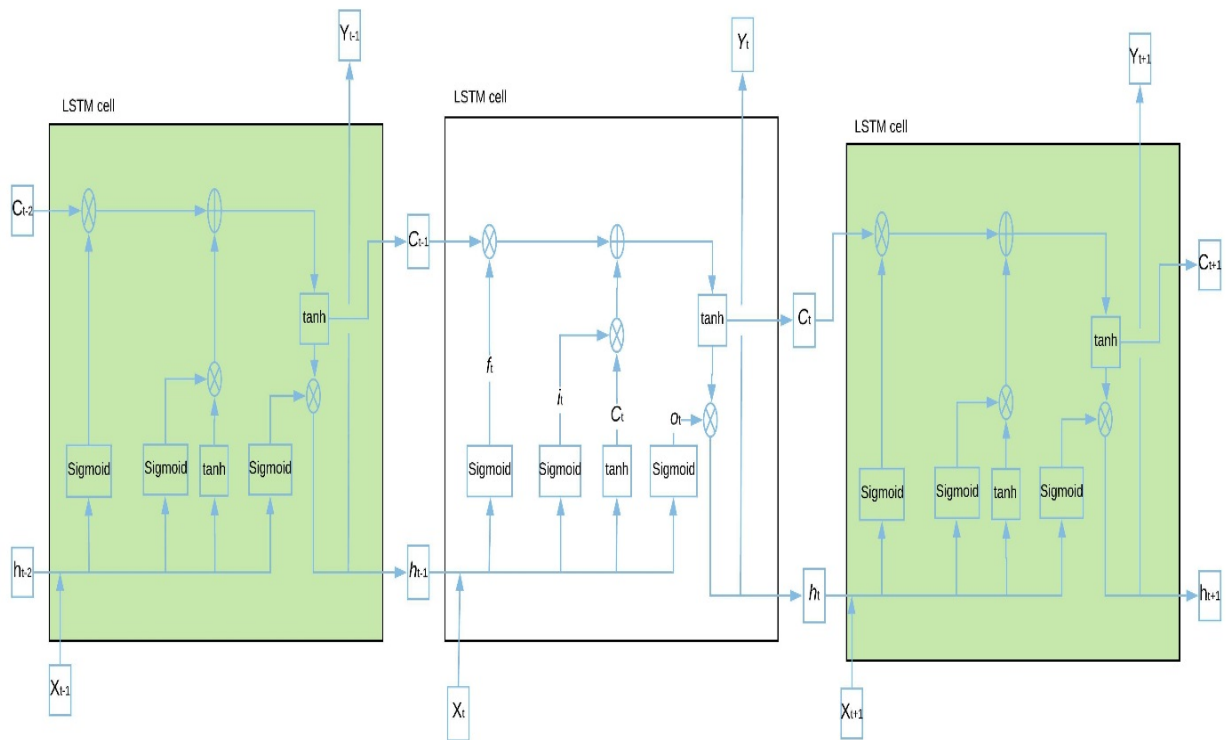 Yt-1
Yt
Yt+1
LSTM cell
LSTM cell
LSTM cell
Ct-2
Ct-1
Ct+1
tanh
tanh
Ct
tanh
ft
it
Ct
ot
Sigmoid
Sigmoid
tanh
Sigmoid
Sigmoid
Sigmoid
tanh
Sigmoid
Sigmoid
Sigmoid
tanh
Sigmoid
ht-2
ht-1
ht
ht+1
Xt-1
Xt
Xt+1